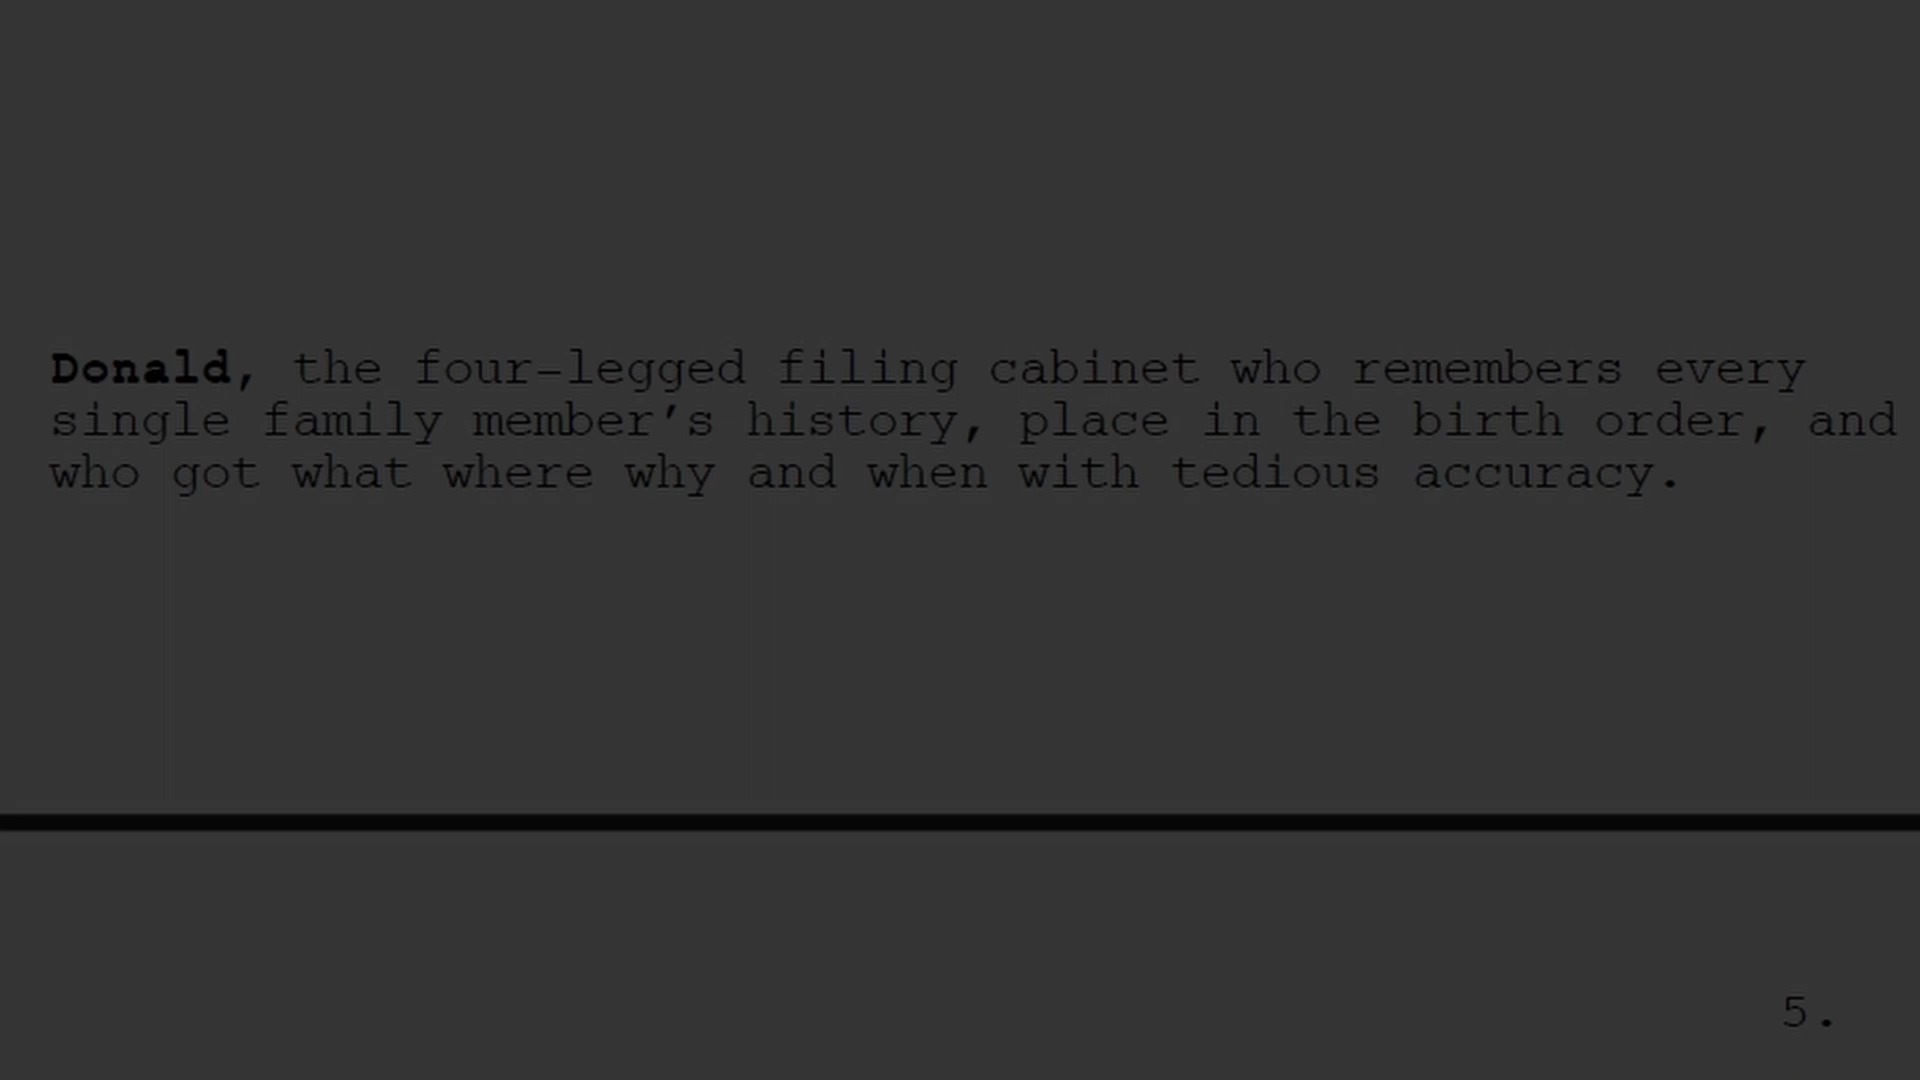 Donald, the four-legged filing cabinet who remembers every
single family member’s history, place in the birth order, and
who got what where why and when with tedious accuracy.
5.